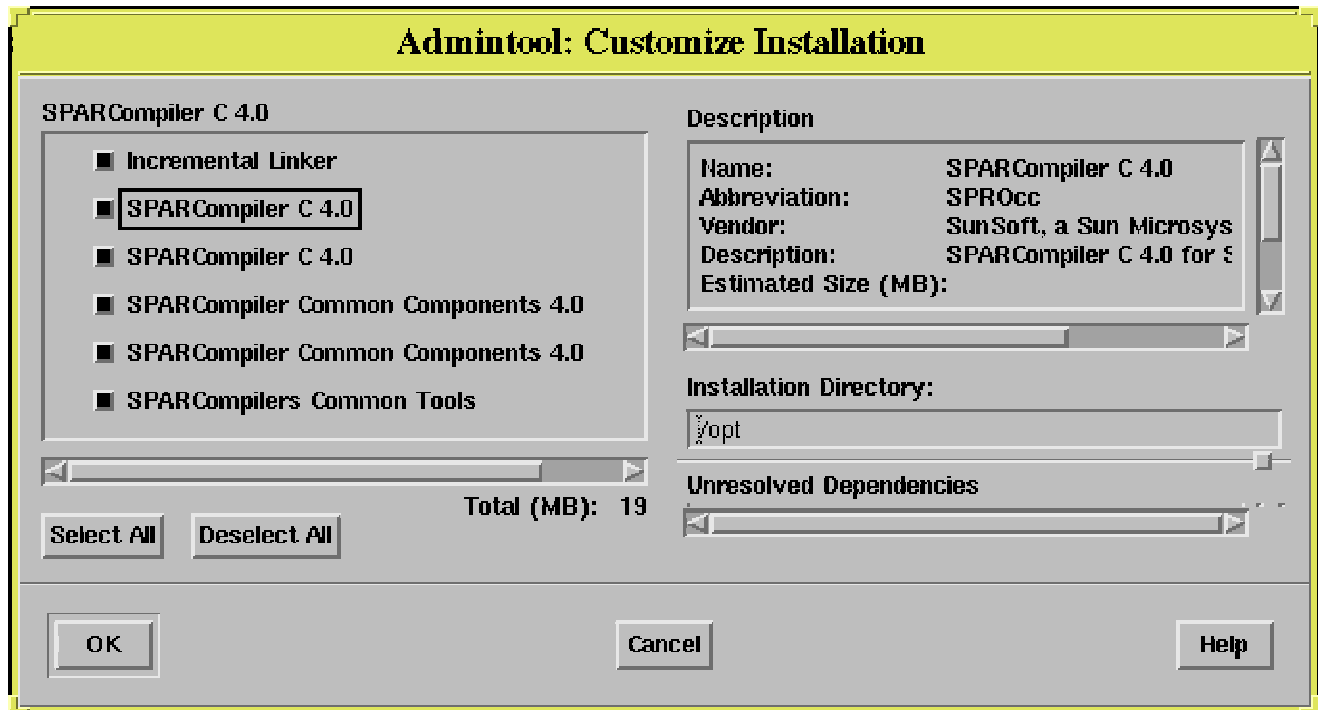 Admintool: Customize Installation
SPARCompiler C 4.0
Incremental Linker
SPARCompiler C 4.0
SPARCompiler C 4.0
SPARCompiler Common Components 4.0
SPARCompiler Common Components 4.0
SPARCompilers Common Tools
Total (MB): 19
Select All Deselect All
Description
Name: SPARCompiler C 4.0
Abbreviation: SPROcc
Vendor: SunSoft, a Sun Microsys
Description: SPARCompiler C 4.0 for S
Estimated Size (MB):
Installation Directory:
/opt
Unresolved Dependencies
OK Cancel Help